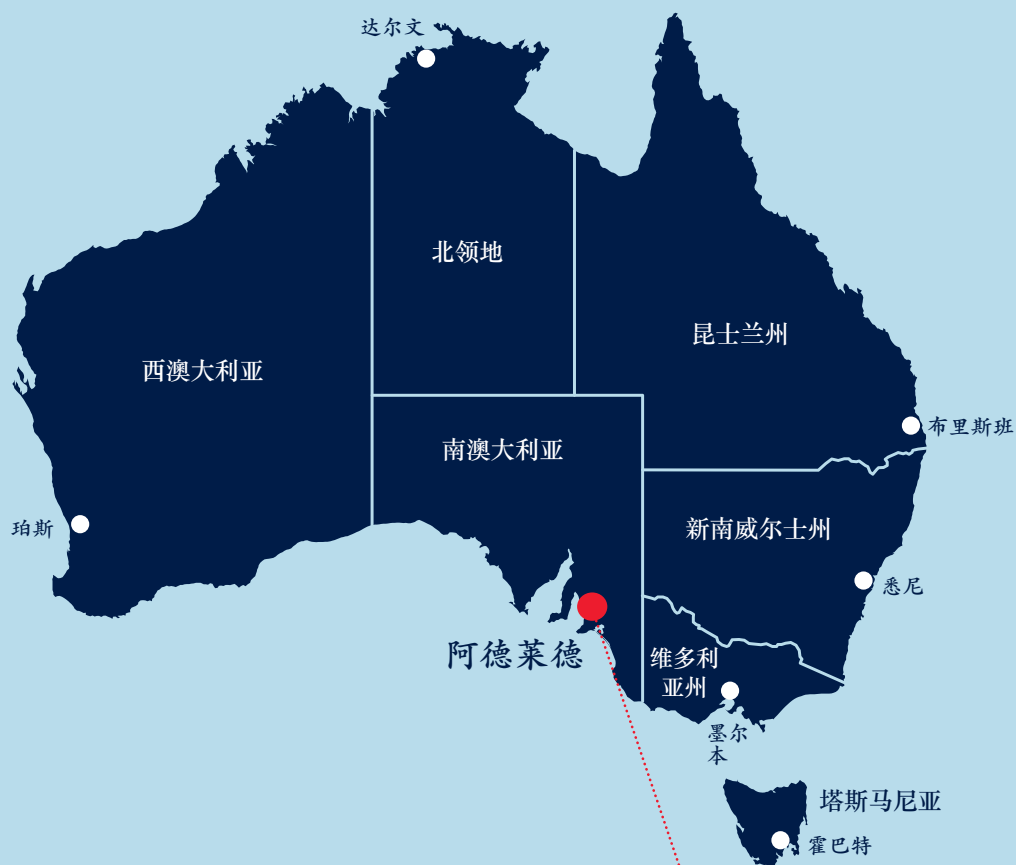 达尔文
北领地
昆士兰州
西澳大利亚
布里斯班
南澳大利亚
珀斯
新南威尔士州
悉尼
阿德莱德
维多利
亚州
墨尔
本
塔斯马尼亚
霍巴特